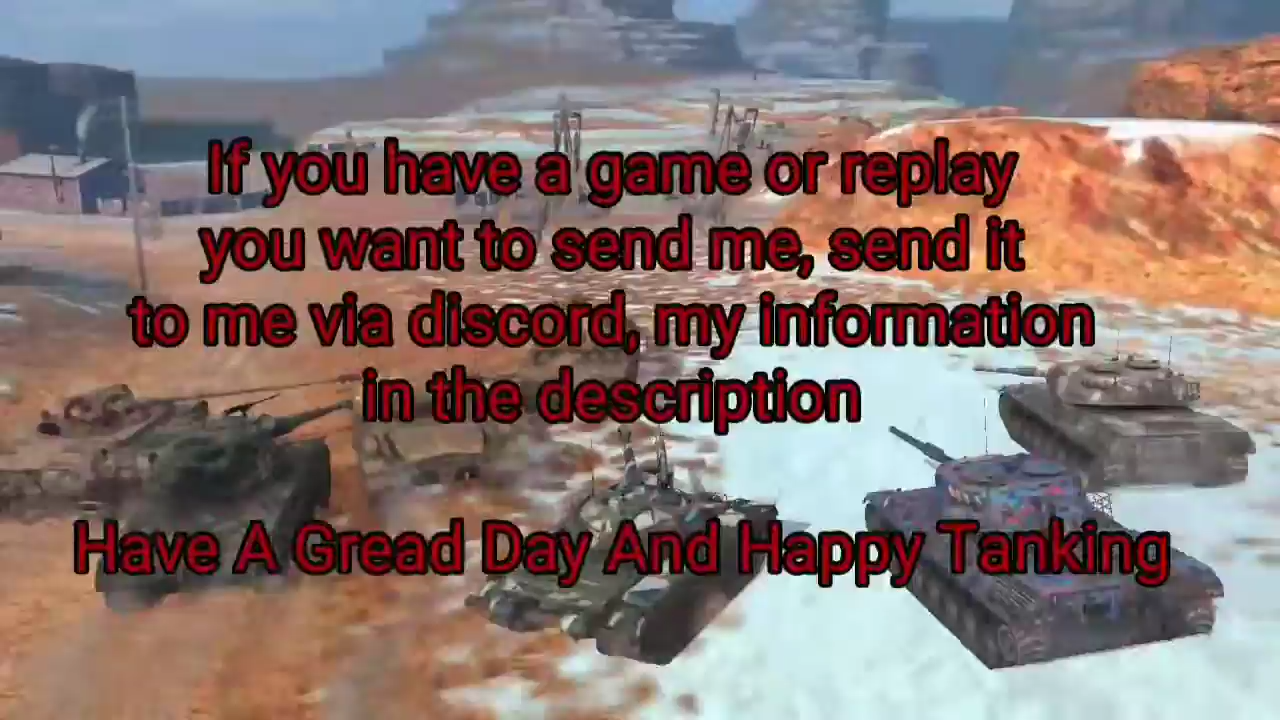 If you have a game or replay
you want to send me, send it
to me via discord, my information
in the description
Have A Gread Day And Happy Tanking